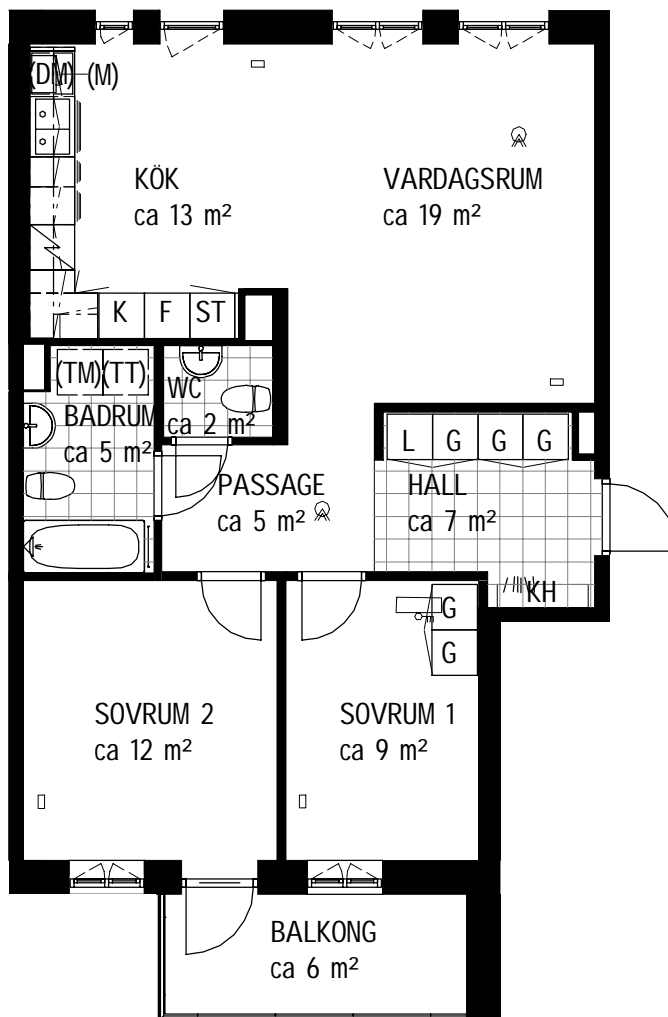 (DM) (M)
KÖK
ca 13 m²
VARDAGSRUM
ca 19 m²
K F ST
(TM) (TT)
WC
ca 2 m²
BADRUM
ca 5 m²
L G G G
PASSAGE
ca 5 m²
HALL
ca 7 m²
KH
G
G
SOVRUM 2
ca 12 m²
SOVRUM 1
ca 9 m²
BALKONG
ca 6 m²